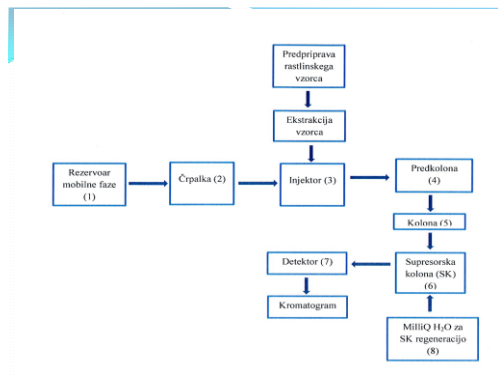 Predpriprava
rastlinskega
vzorca
Ekstrakcija
vzorca
Rezervoar
mobilne faze
(1)
Črpalka (2)
Injektor (3)
Predkolona
(4)
Kolona (5)
Supresorska
kolona (SK)
(6)
Detektor (7)
Kromatogram
MilliQ H₂O za
SK regeneracijo
(8)